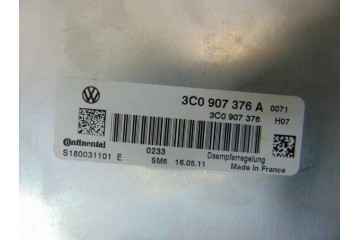 3C0 907 376 A 0071
3C0 907 376 H07
Continental 0233 Daempferregelung
S180031101 E SM6 16.05.11 Made in France